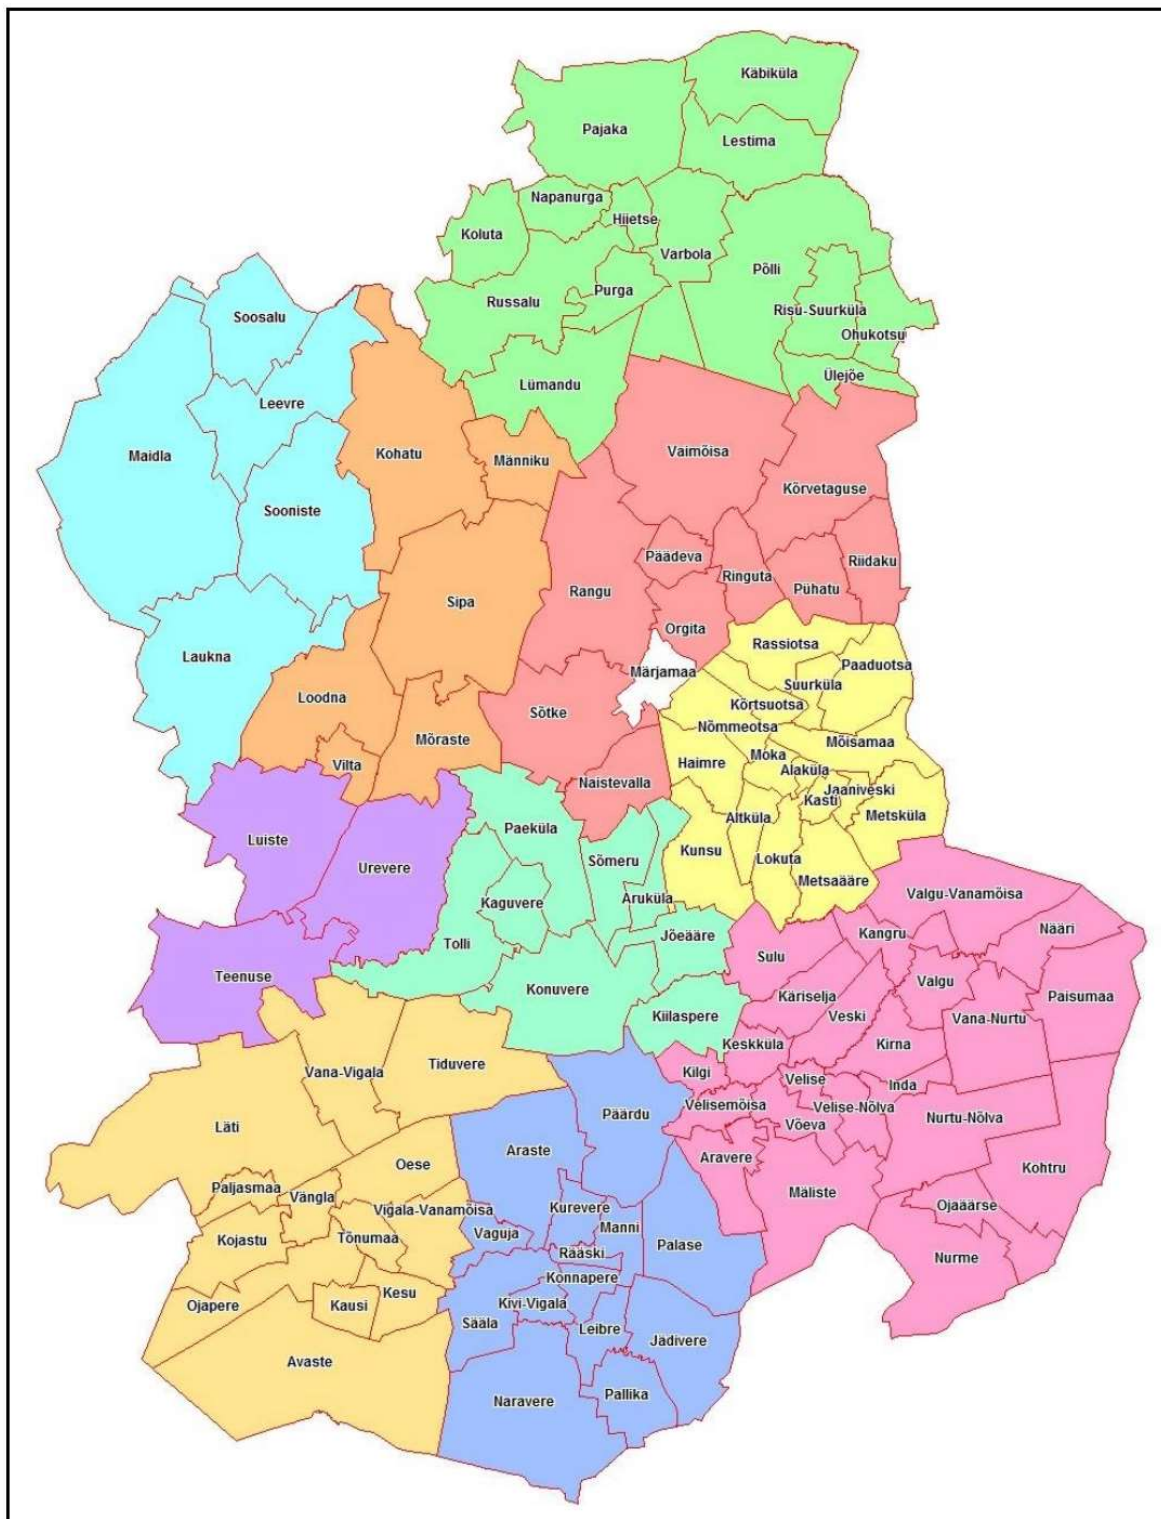 Käbiküla
Pajaka
Lestima
Napanurga
Hiietse
Koluta
Varbola
Põlli
Purga
Russalu
Risu-Suurküla
Soosalu
Ohukotsu
Ülejõe
Lümandu
Leevre
Vaimõisa
Kohatu
Männiku
Maidla
Kõrvetaguse
Sooniste
Päädeva
Riidaku
Ringuta
Pühatu
Rangu
Sipa
Orgita
Rassiotsa
Laukna
Märjamaa
Paaduotsa
Suurküla
Loodna
Kõrtsuotsa
Sõtke
Nõmmeotsa
Mõraste
Mõisamaa
Moka
Haimre
Vilta
Alaküla
Naistevalla
Jaaniveski
Kasti
Metsküla
Altküla
Paeküla
Luiste
Kunsu
Lokuta
Sõmeru
Urevere
Metsaääre
Valgu-Vanamõisa
Aruküla
Kaguvere
Nääri
Kangru
Jõeääre
Tolli
Sulu
Teenuse
Valgu
Konuvere
Käriselja
Paisumaa
Kiilaspere
Veski
Vana-Nurtu
Keskküla
Kirna
Tiduvere
Vana-Vigala
Kilgi
Velise
Inda
Velisemõisa
Velise-Nõlva
Päärdu
Nurtu-Nõlva
Võeva
Läti
Araste
Aravere
Oese
Kohtru
Paljasmaa
Mäliste
Vängla
Kurevere
Ojaäärse
Vigala-Vanamõisa
Manni
Vaguja
Tõnumaa
Kojastu
Palase
Rääski
Nurme
Konnapere
Kesu
Kivi-Vigala
Ojapere
Kausi
Sääla
Leibre
Jädivere
Avaste
Pallika
Naravere